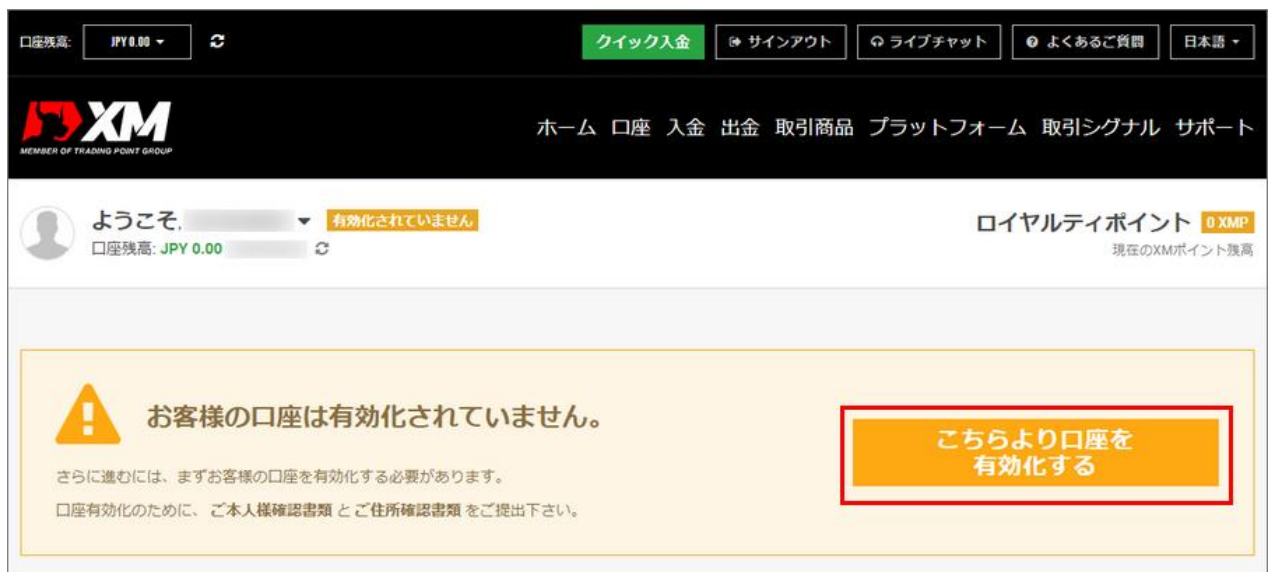 口座残高: JPY 0.00 クイック入金 サインアウト ライブチャット よくあるご質問 日本語
XM
MEMBER OF TRADING POINT GROUP
ホーム 口座 入金 出金 取引商品 プラットフォーム 取引シグナル サポート
ようこそ, 有効化されていません
口座残高: JPY 0.00
ロイヤルティポイント 0 XMP
現在のXMポイント残高
お客様の口座は有効化されていません。
さらに進むには、まずお客様の口座を有効化する必要があります。
口座有効化のために、ご本人様確認書類 と ご住所確認書類 をご提出下さい。
こちらより口座を
有効化する